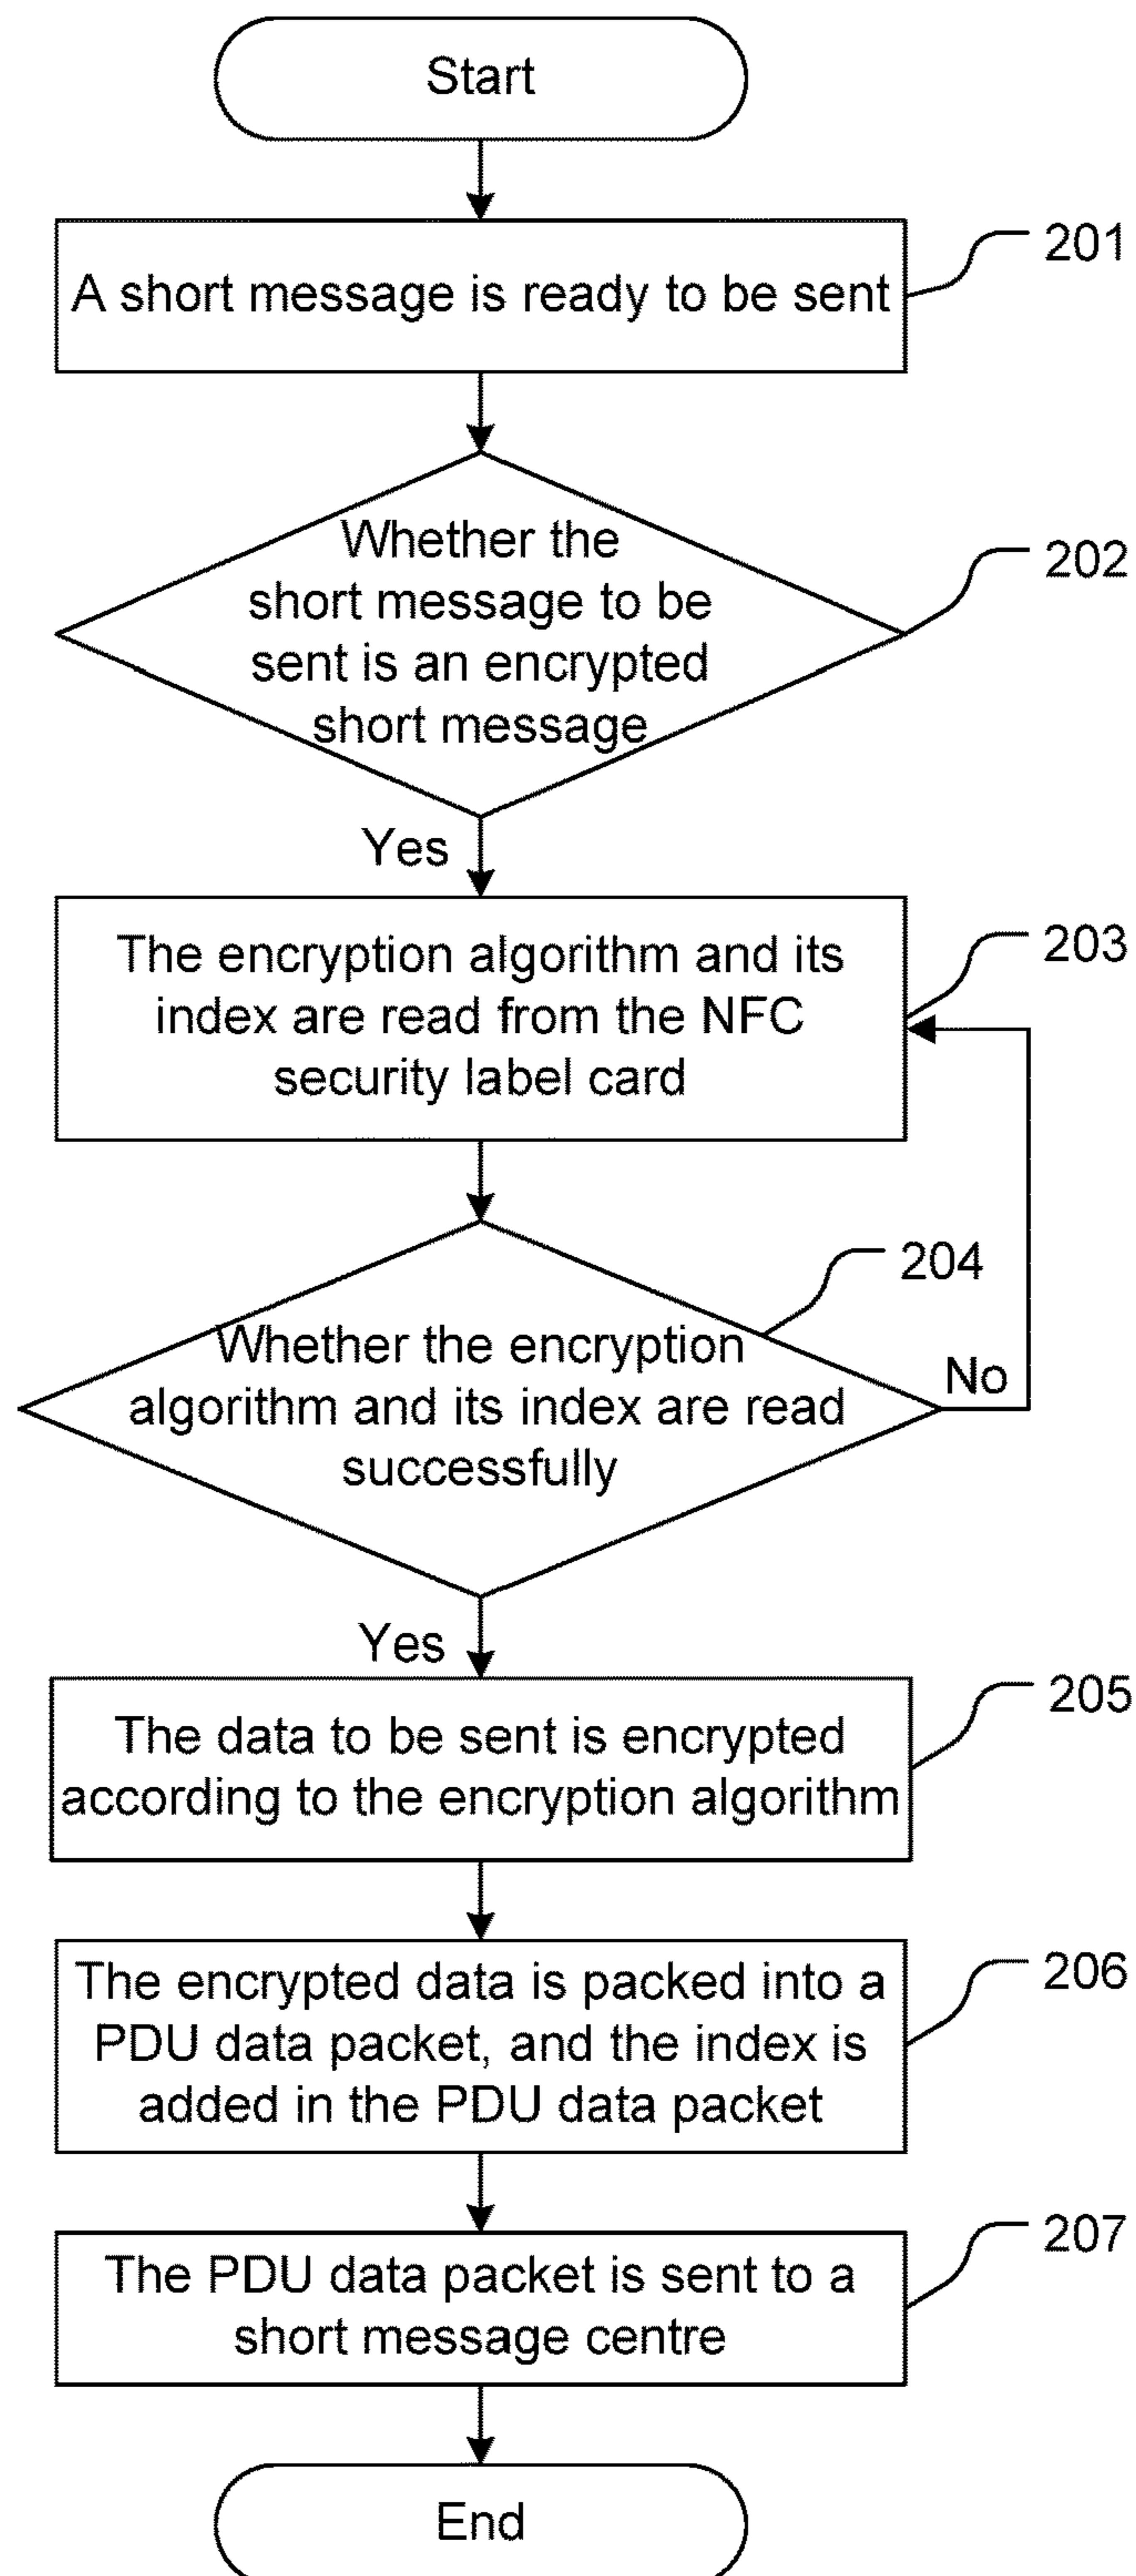 Start
A short message is ready to be sent
201
Whether the
short message to be
sent is an encrypted
short message
202
Yes
The encryption algorithm and its
index are read from the NFC
security label card
203
204
Whether the encryption
algorithm and its index are read
successfully
No
Yes
The data to be sent is encrypted
according to the encryption algorithm
205
The encrypted data is packed into a
PDU data packet, and the index is
added in the PDU data packet
206
The PDU data packet is sent to a
short message centre
207
End